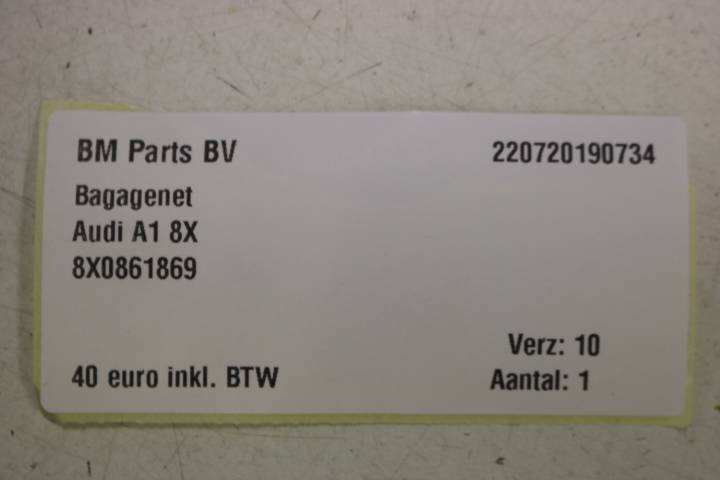 BM Parts BV 220720190734
Bagagenet
Audi A1 8X
8X0861869
Verz: 10
40 euro inkl. BTW Aantal: 1